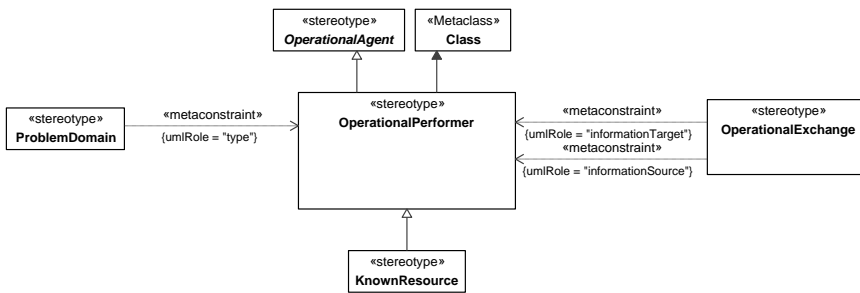 «stereotype»
OperationalAgent
«Metaclass»
Class
«stereotype»
ProblemDomain
«metaconstraint»
{umlRole = "type"}
«stereotype»
OperationalPerformer
«metaconstraint»
{umlRole = "informationTarget"}
«metaconstraint»
{umlRole = "informationSource"}
«stereotype»
OperationalExchange
«stereotype»
KnownResource